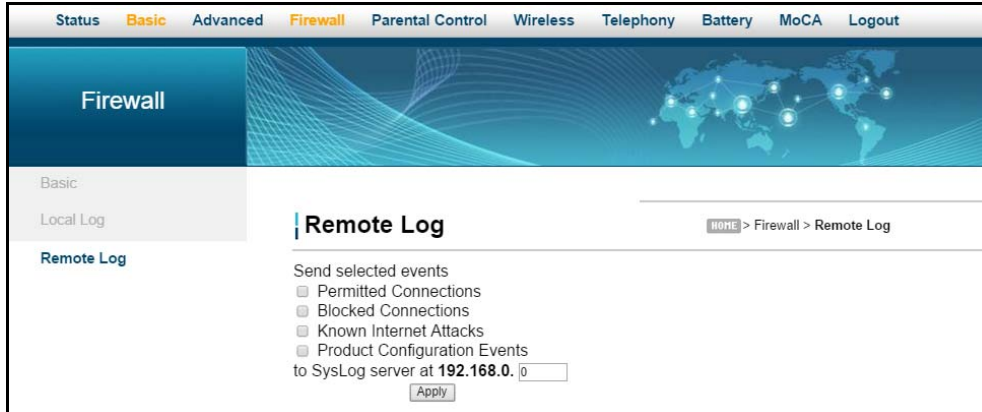 Status Basic Advanced Firewall Parental Control Wireless Telephony Battery MoCA Logout
Firewall
Basic
Local Log
Remote Log
Remote Log
HOME > Firewall > Remote Log
Send selected events
Permitted Connections
Blocked Connections
Known Internet Attacks
Product Configuration Events
to SysLog server at 192.168.0. 0
Apply